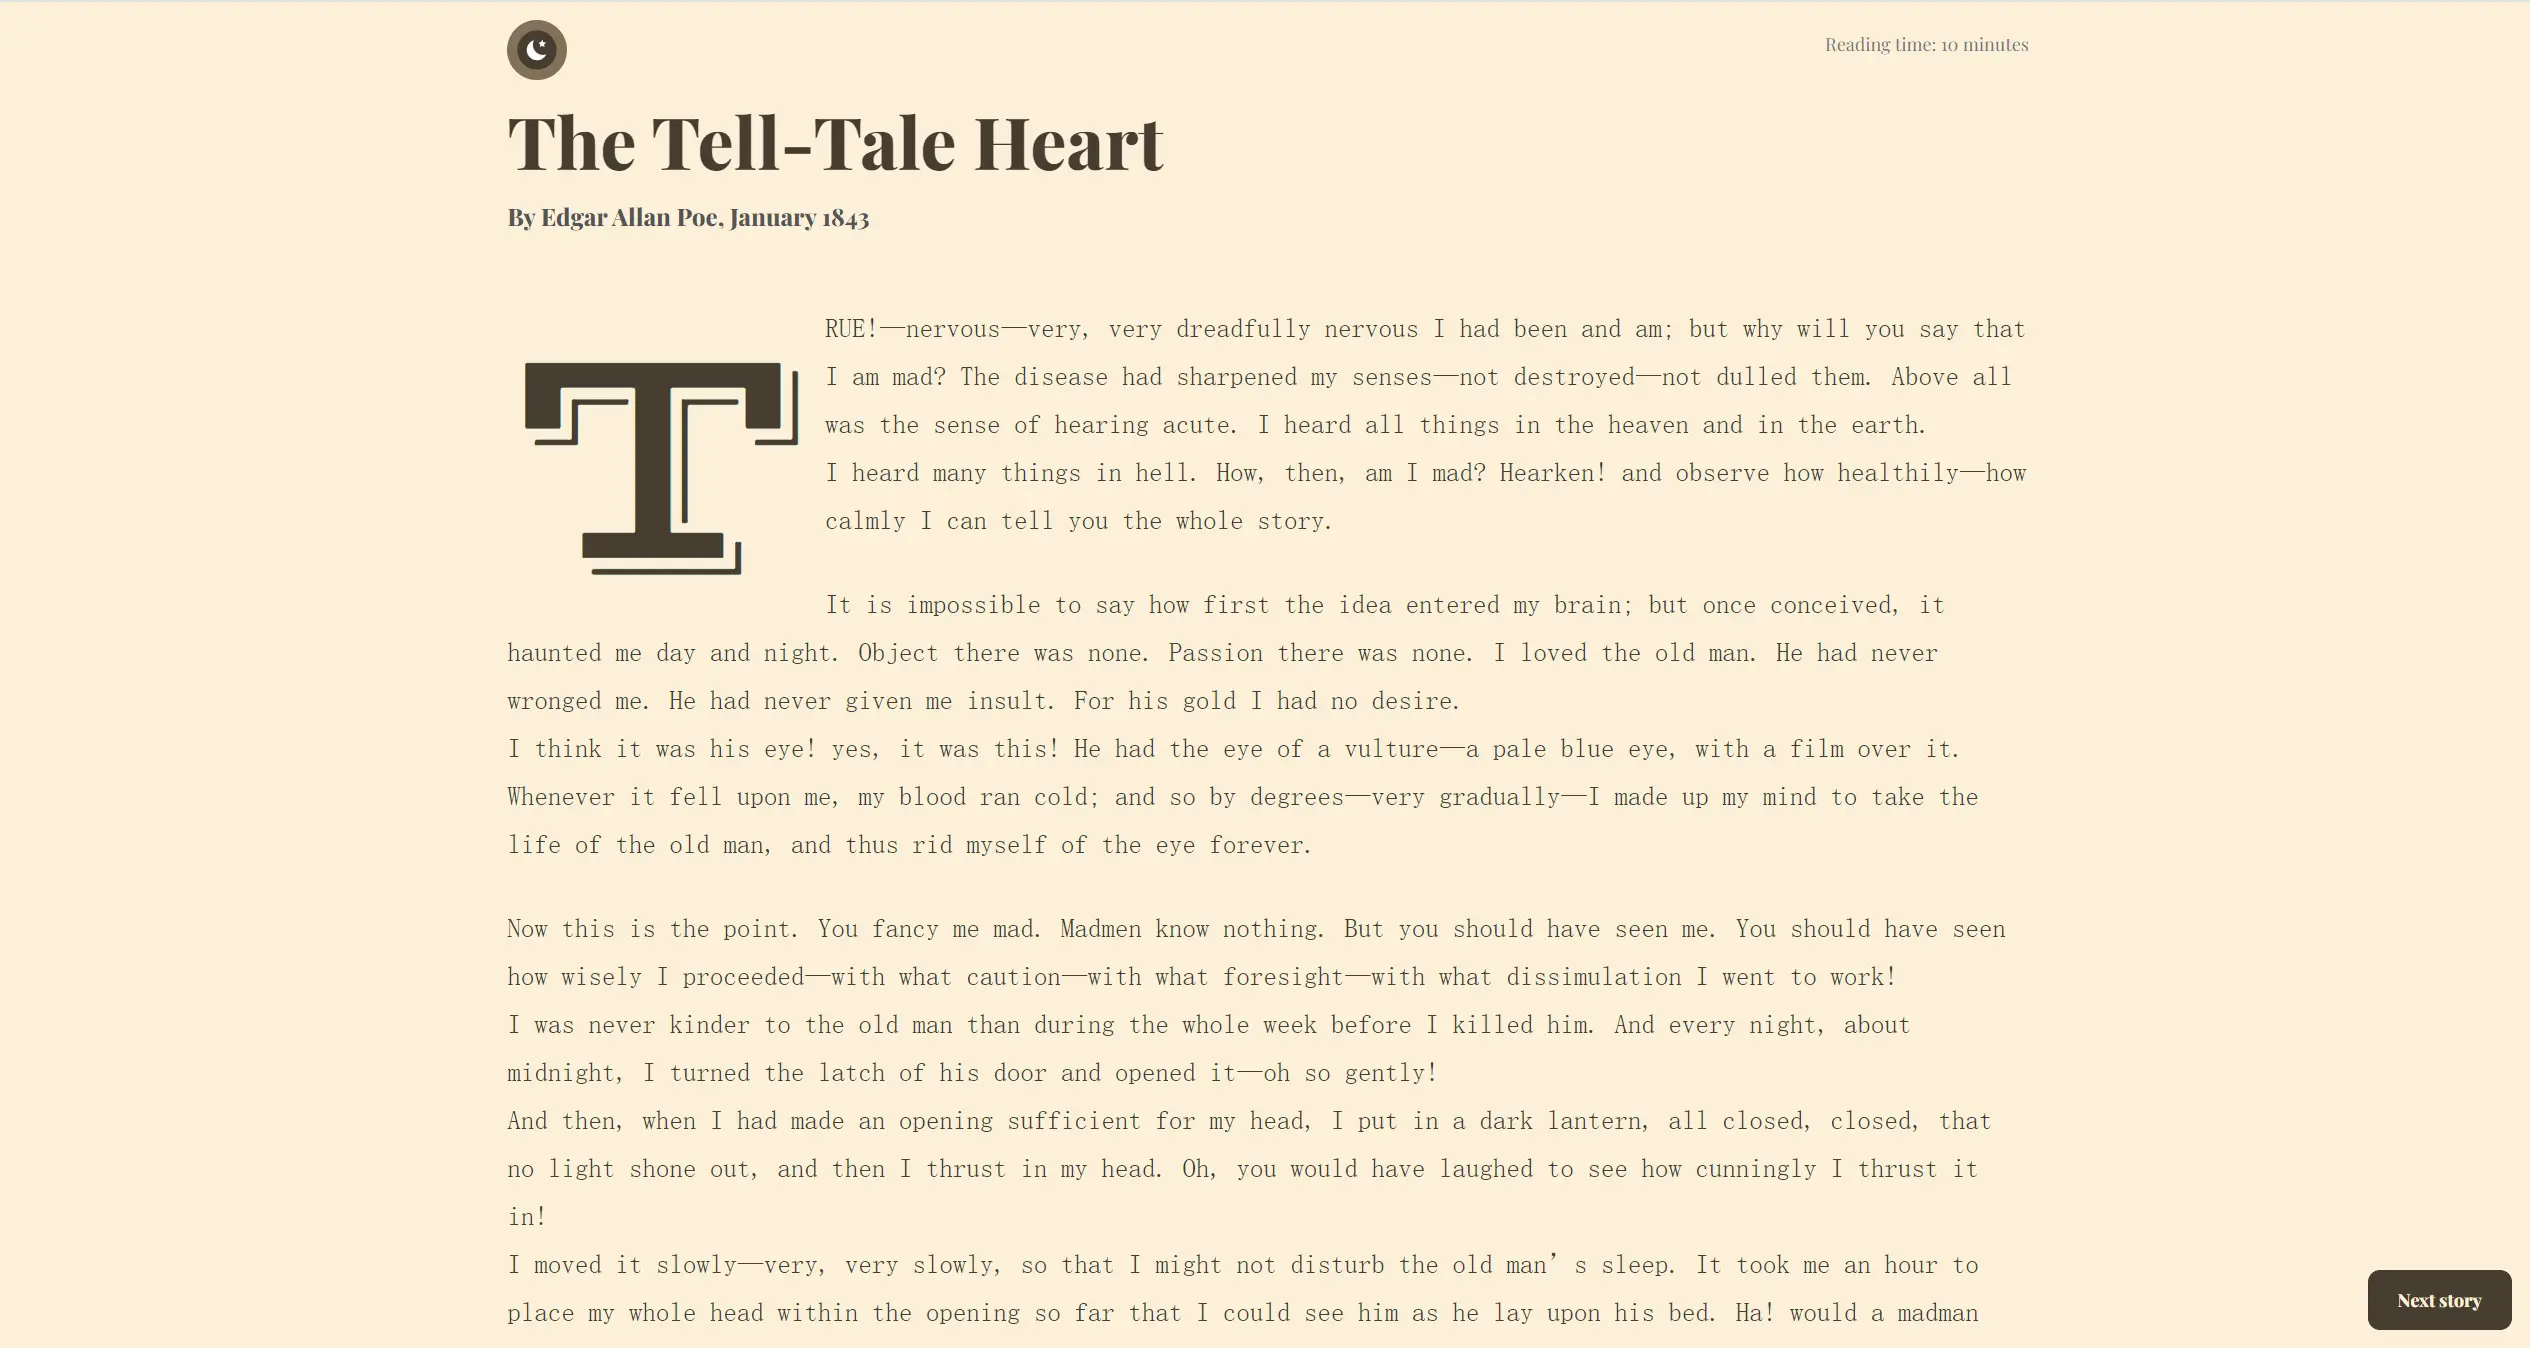 Reading time: 10 minutes
The Tell-Tale Heart
By Edgar Allan Poe, January 1843
TRUE!—nervous—very, very dreadfully nervous I had been and am; but why will you say that
I am mad? The disease had sharpened my senses—not destroyed—not dulled them. Above all
was the sense of hearing acute. I heard all things in the heaven and in the earth.
I heard many things in hell. How, then, am I mad? Hearken! and observe how healthily—how
calmly I can tell you the whole story.
It is impossible to say how first the idea entered my brain; but once conceived, it
haunted me day and night. Object there was none. Passion there was none. I loved the old man. He had never
wronged me. He had never given me insult. For his gold I had no desire.
I think it was his eye! yes, it was this! He had the eye of a vulture—a pale blue eye, with a film over it.
Whenever it fell upon me, my blood ran cold; and so by degrees—very gradually—I made up my mind to take the
life of the old man, and thus rid myself of the eye forever.
Now this is the point. You fancy me mad. Madmen know nothing. But you should have seen me. You should have seen
how wisely I proceeded—with what caution—with what foresight—with what dissimulation I went to work!
I was never kinder to the old man than during the whole week before I killed him. And every night, about
midnight, I turned the latch of his door and opened it—oh so gently!
And then, when I had made an opening sufficient for my head, I put in a dark lantern, all closed, closed, that
no light shone out, and then I thrust in my head. Oh, you would have laughed to see how cunningly I thrust it
in!
I moved it slowly—very, very slowly, so that I might not disturb the old man’s sleep. It took me an hour to
place my whole head within the opening so far that I could see him as he lay upon his bed. Ha! would a madman
Next story